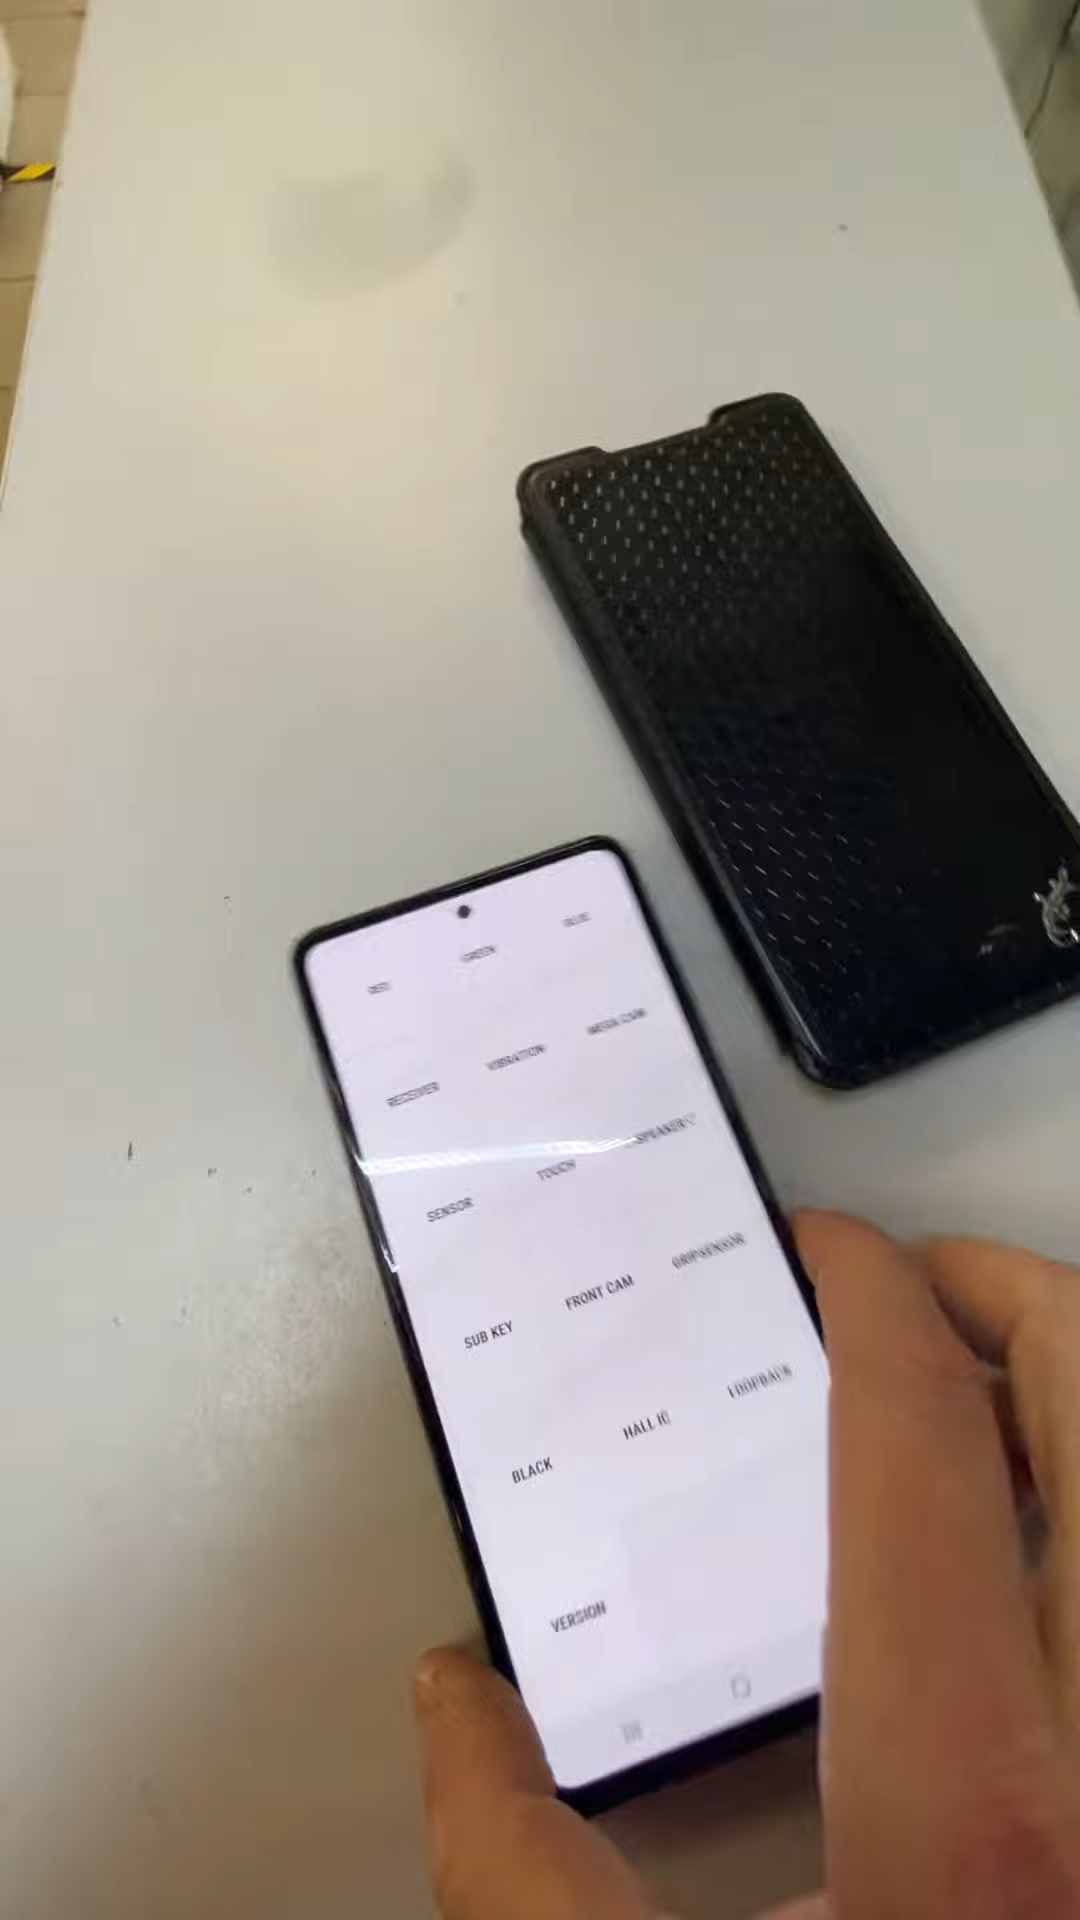 RED GREEN BLUE
RECEIVER VIBRATION MEGA CAM
SENSOR TOUCH SPEAKER
SUB KEY FRONT CAM GRIPSENSOR
BLACK HALL IC LOOPBACK
VERSION